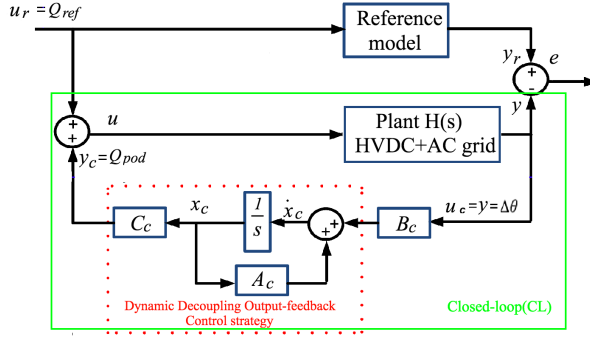 u_r = Q_ref
Reference
model
y_r
e
+
-
y
+
+
u
Plant H(s)
HVDC+AC grid
y_c = Q_pod
x_c
ẋ_c
u_c = y = Δθ
C_c
1
s
+
+
B_c
A_c
Dynamic Decoupling Output-feedback
Control strategy
Closed-loop(CL)